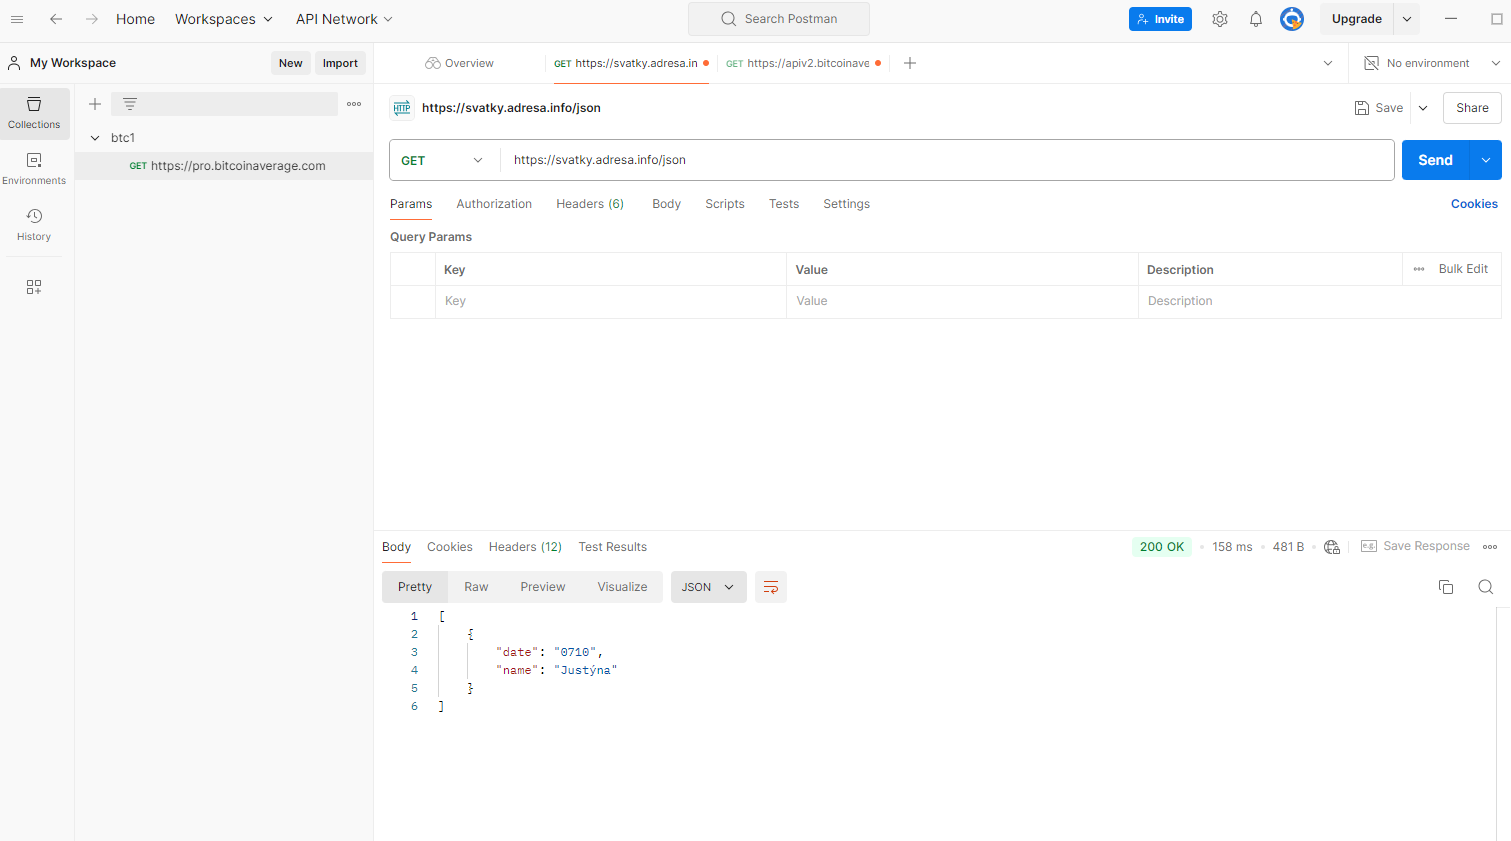 Home Workspaces API Network Search Postman Invite Upgrade
My Workspace New Import Overview GET https://svatky.adresa.in GET https://apiv2.bitcoinave No environment
Collections
btc1
GET https://pro.bitcoinaverage.com
Environments
History
HTTP https://svatky.adresa.info/json Save Share
GET https://svatky.adresa.info/json Send
Params Authorization Headers (6) Body Scripts Tests Settings Cookies
Query Params
Key Value Description Bulk Edit
Key Value Description
Body Cookies Headers (12) Test Results 200 OK 158 ms 481 B e.g. Save Response
Pretty Raw Preview Visualize JSON
1 [
2 {
3 "date": "0710",
4 "name": "Justýna"
5 }
6 ]